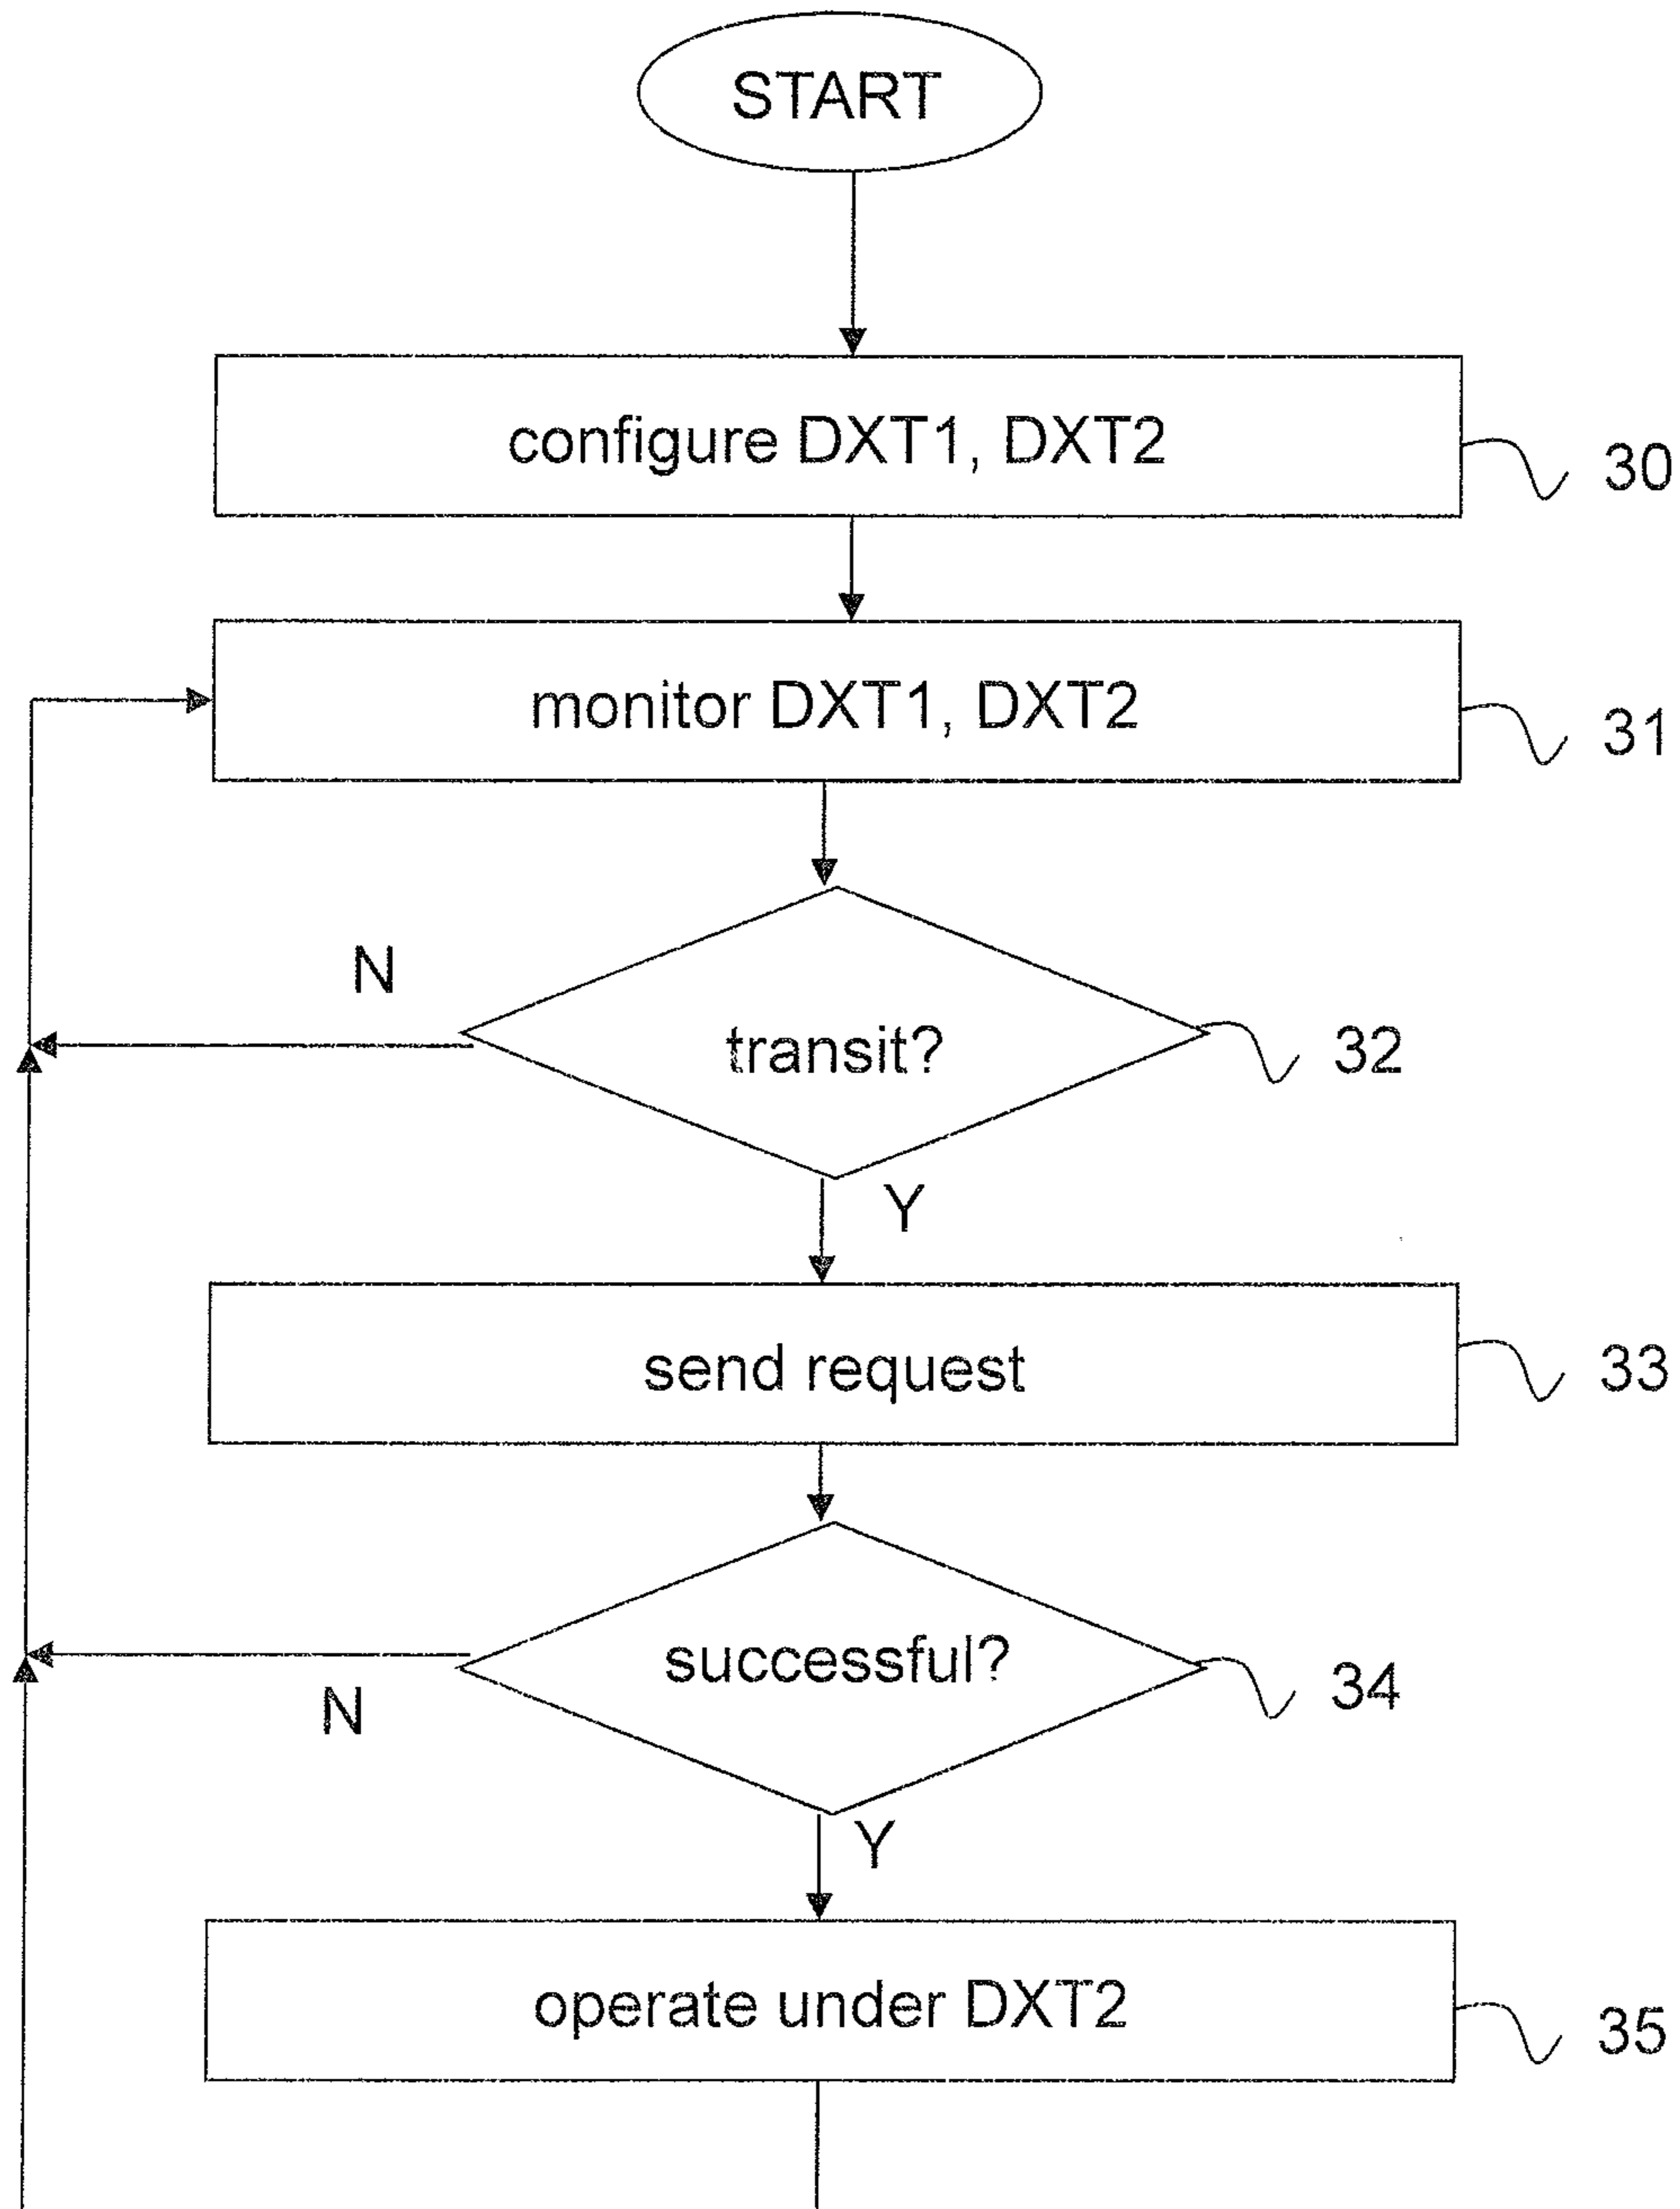 START
configure DXT1, DXT2
30
monitor DXT1, DXT2
31
N
transit?
32
Y
send request
33
successful?
34
N
Y
operate under DXT2
35